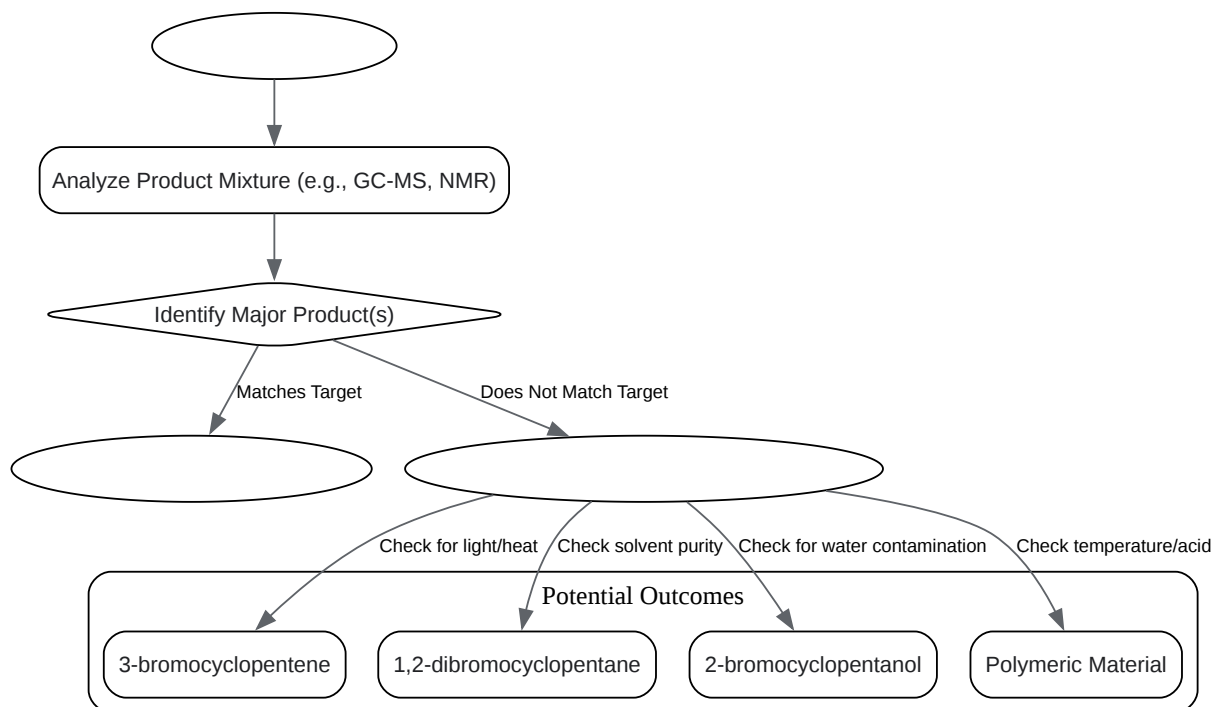 Analyze Product Mixture (e.g., GC-MS, NMR)
Identify Major Product(s)
Matches Target
Does Not Match Target
Check for light/heat
Check solvent purity
Check for water contamination
Check temperature/acid
Potential Outcomes
3-bromocyclopentene
1,2-dibromocyclopentane
2-bromocyclopentanol
Polymeric Material